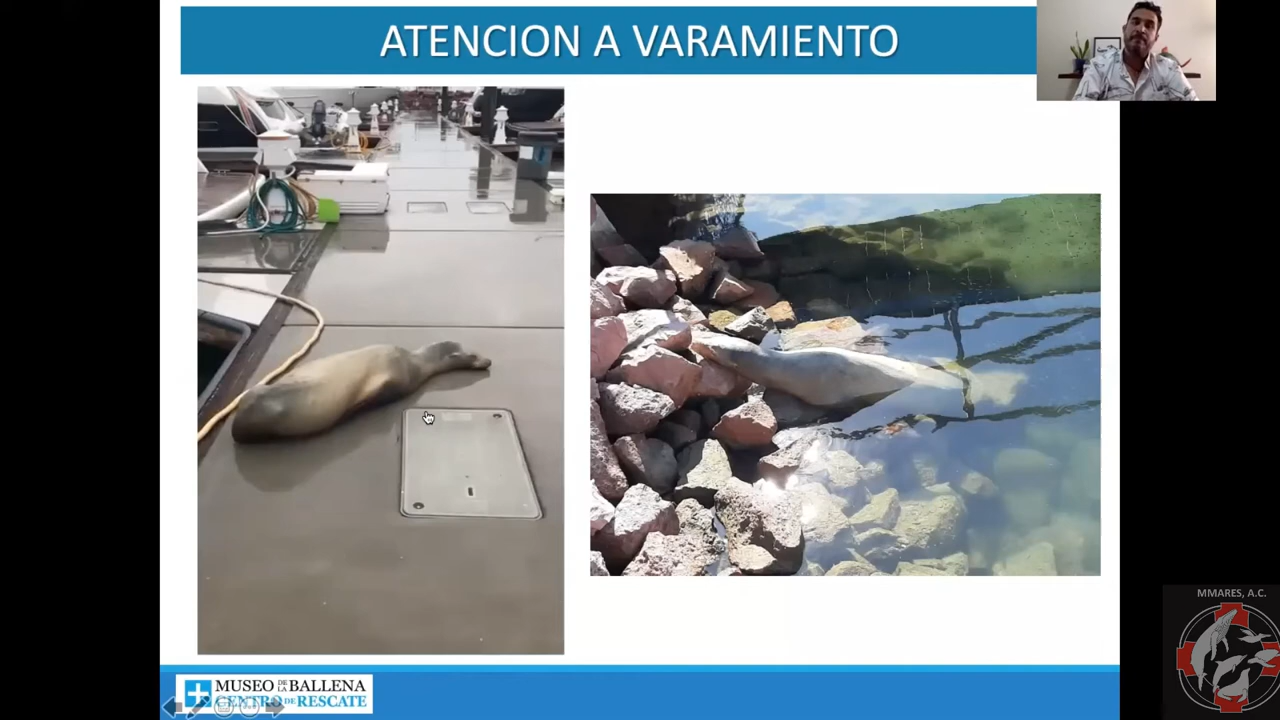 ATENCION A VARAMIENTO
MUSEO DE LA BALLENA
CENTRO DE RESCATE
MMARES, A.C.